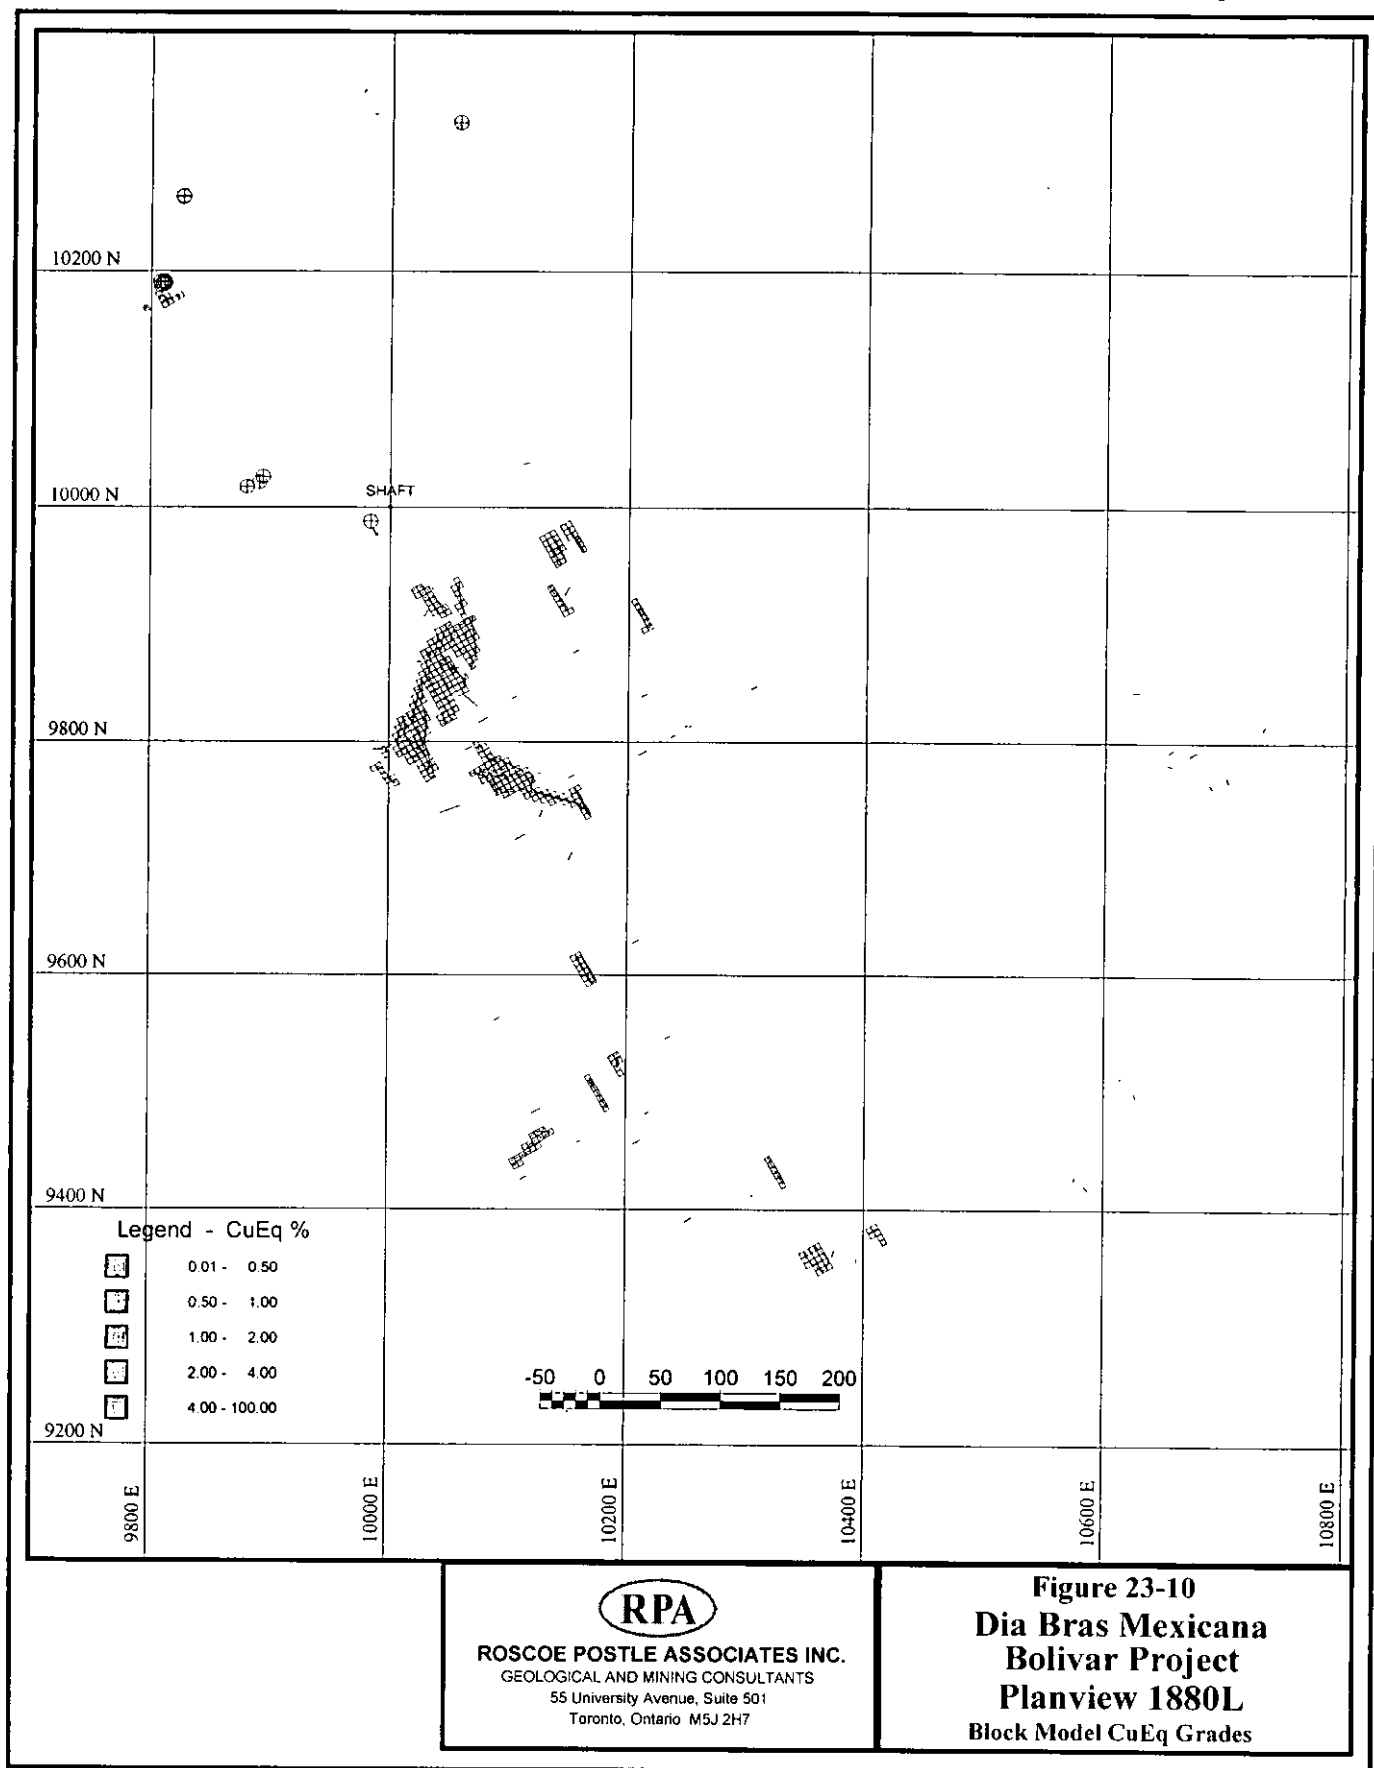 10200 N
10000 N
SHAFT
9800 N
9600 N
9400 N
Legend - CuEq %
0.01 - 0.50
0.50 - 1.00
1.00 - 2.00
2.00 - 4.00
4.00 - 100.00
-50 0 50 100 150 200
9200 N
9800 E
10000 E
10200 E
10400 E
10600 E
10800 E
RPA
ROSCOE POSTLE ASSOCIATES INC.
GEOLOGICAL AND MINING CONSULTANTS
55 University Avenue, Suite 501
Toronto, Ontario M5J 2H7
Figure 23-10
Dia Bras Mexicana
Bolivar Project
Planview 1880L
Block Model CuEq Grades